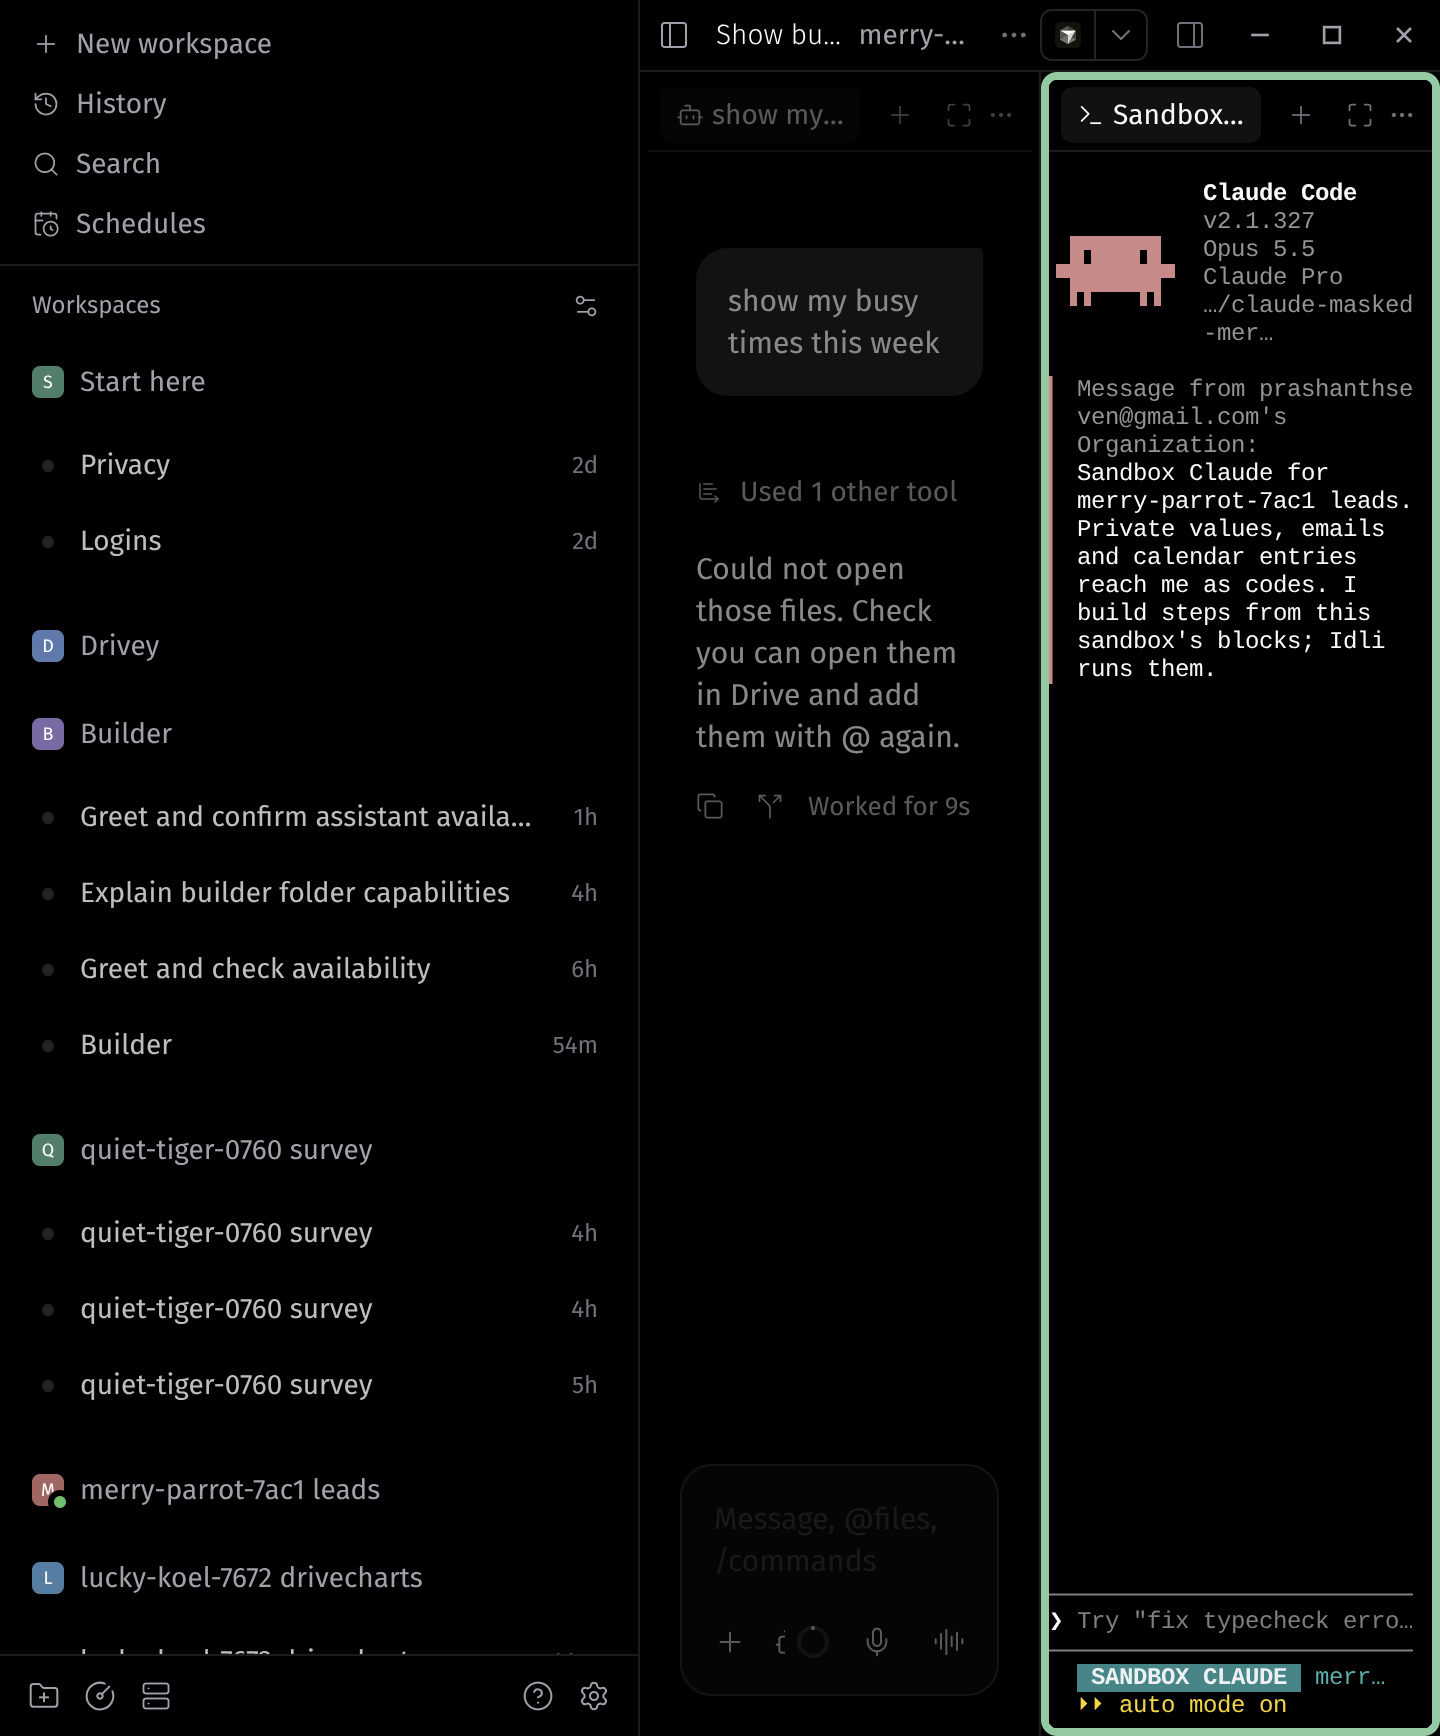 New workspace
History
Search
Schedules
Workspaces
S Start here
Privacy 2d
Logins 2d
D Drivey
B Builder
Greet and confirm assistant availa... 1h
Explain builder folder capabilities 4h
Greet and check availability 6h
Builder 54m
Q quiet-tiger-0760 survey
quiet-tiger-0760 survey 4h
quiet-tiger-0760 survey 4h
quiet-tiger-0760 survey 5h
M merry-parrot-7ac1 leads
L lucky-koel-7672 drivecharts
Show bu... merry-...
show my...
show my busy
times this week
Used 1 other tool
Could not open
those files. Check
you can open them
in Drive and add
them with @ again.
Worked for 9s
Message, @files,
/commands
Sandbox...
Claude Code
v2.1.327
Opus 5.5
Claude Pro
…/claude-masked
-mer…
Message from prashanthse
ven@gmail.com's
Organization:
Sandbox Claude for
merry-parrot-7ac1 leads.
Private values, emails
and calendar entries
reach me as codes. I
build steps from this
sandbox's blocks; Idli
runs them.
❯ Try "fix typecheck erro…
SANDBOX CLAUDE merr…
auto mode on